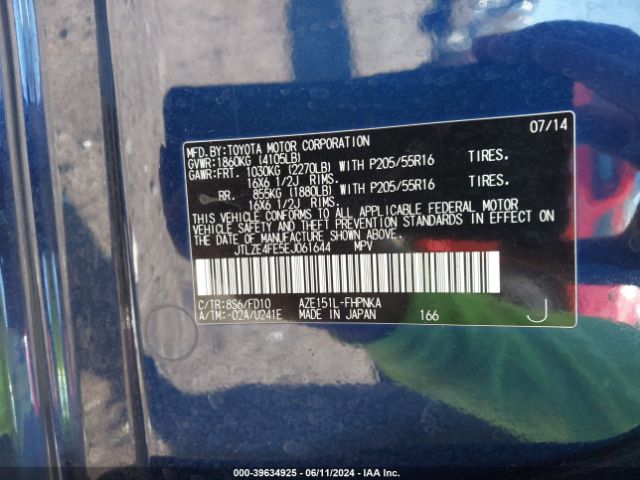 07/14
MFD.BY:TOYOTA MOTOR CORPORATION
GVWR:1860KG (4105LB)
GAWR:FRT. 1030KG (2270LB) WITH P205/55R16 TIRES.
16X6 1/2J RIMS.
RR. 855KG (1880LB) WITH P205/55R16 TIRES.
16X6 1/2J RIMS.
THIS VEHICLE CONFORMS TO ALL APPLICABLE FEDERAL MOTOR
VEHICLE SAFETY AND THEFT PREVENTION STANDARDS IN EFFECT ON
THE DATE OF MANUFACTURE SHOWN ABOVE.
JTLZE4FE5EJ061644 MPV
C/TR:8S6/FD10 AZE151L-FHPNKA
A/TM:-02A/U241E MADE IN JAPAN 166 J
000-39634925 - 06/11/2024 - IAA Inc.